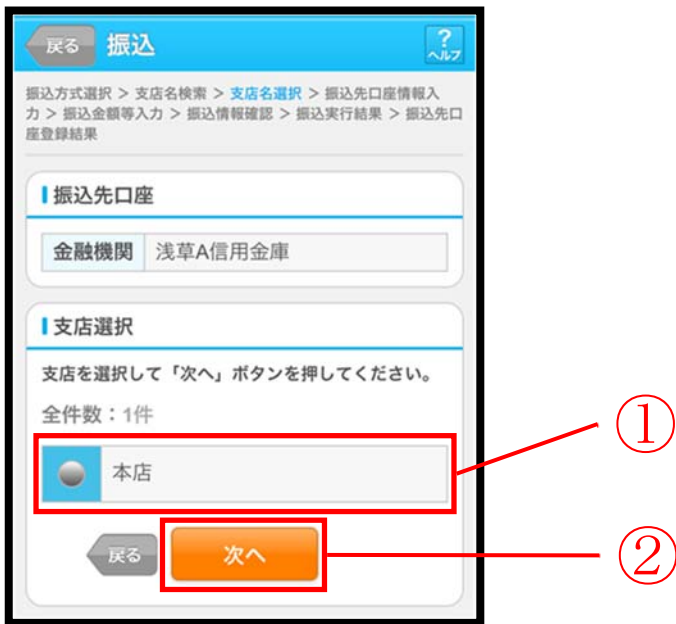 戻る 振込 ? ヘルプ
振込方式選択 > 支店名検索 > 支店名選択 > 振込先口座情報入
力 > 振込金額等入力 > 振込情報確認 > 振込実行結果 > 振込先口
座登録結果
振込先口座
金融機関 浅草A信用金庫
支店選択
支店を選択して「次へ」ボタンを押してください。
全件数：1件
本店
①
戻る 次へ
②